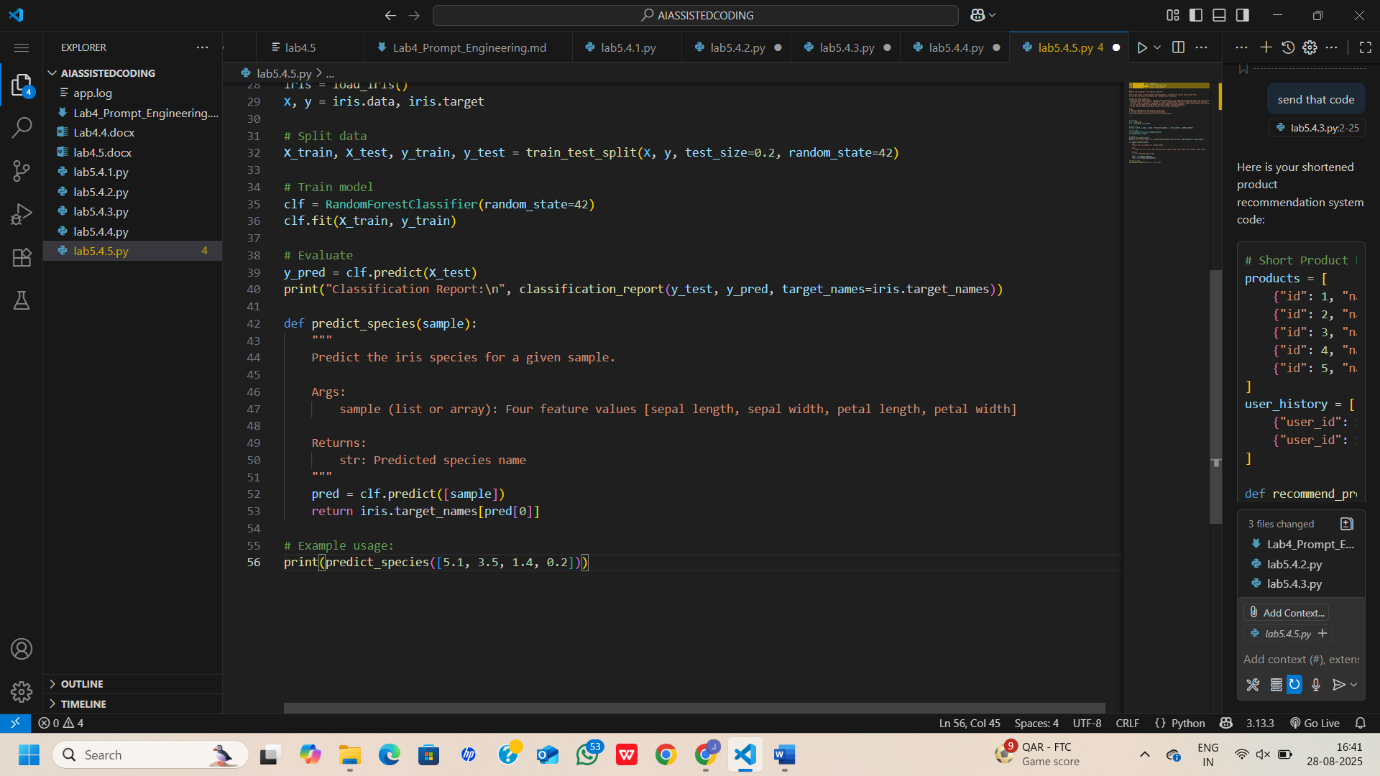 AIASSISTEDCODING
EXPLORER
AIASSISTEDCODING
app.log
Lab4_Prompt_Engineering....
Lab4.4.docx
lab4.5.docx
lab5.4.1.py
lab5.4.2.py
lab5.4.3.py
lab5.4.4.py
lab5.4.5.py 4
OUTLINE
TIMELINE
4
lab4.5
Lab4_Prompt_Engineering.md
lab5.4.1.py
lab5.4.2.py
lab5.4.3.py
lab5.4.4.py
lab5.4.5.py 4
lab5.4.5.py > ...
28 iris = load_iris()
29 X, y = iris.data, iris.target
30
31 # Split data
32 X_train, X_test, y_train, y_test = train_test_split(X, y, test_size=0.2, random_state=42)
33
34 # Train model
35 clf = RandomForestClassifier(random_state=42)
36 clf.fit(X_train, y_train)
37
38 # Evaluate
39 y_pred = clf.predict(X_test)
40 print("Classification Report:\n", classification_report(y_test, y_pred, target_names=iris.target_names))
41
42 def predict_species(sample):
43 """
44 Predict the iris species for a given sample.
45
46 Args:
47 sample (list or array): Four feature values [sepal length, sepal width, petal length, petal width]
48
49 Returns:
50 str: Predicted species name
51 """
52 pred = clf.predict([sample])
53 return iris.target_names[pred[0]]
54
55 # Example usage:
56 print(predict_species([5.1, 3.5, 1.4, 0.2]))
send that code
lab5.4.3.py:2-25
Here is your shortened
product
recommendation system
code:
# Short Product
products = [
{"id": 1, "na
{"id": 2, "na
{"id": 3, "na
{"id": 4, "na
{"id": 5, "na
]
user_history = [
{"user_id":
{"user_id":
]
def recommend_pr
3 files changed
Lab4_Prompt_E...
lab5.4.2.py
lab5.4.3.py
Add Context...
lab5.4.5.py +
Add context (#), extens
0 4
Ln 56, Col 45
Spaces: 4
UTF-8
CRLF
{} Python
3.13.3
Go Live
Search
53
9
QAR - FTC
Game score
ENG
IN
16:41
28-08-2025